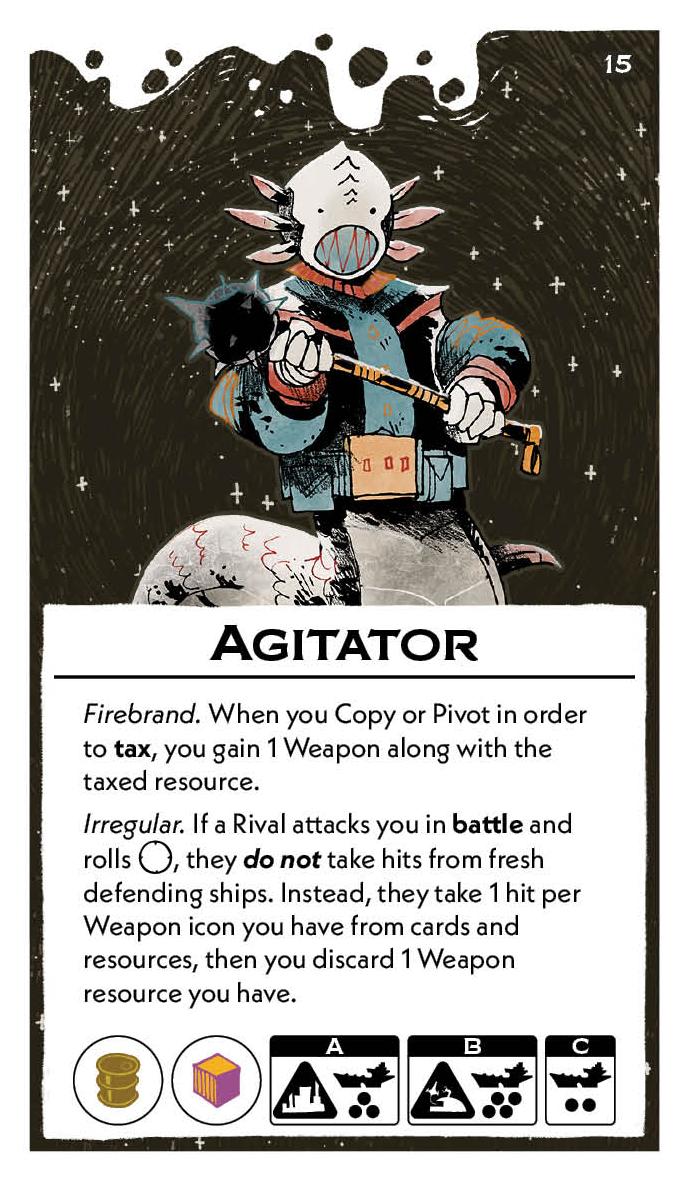 15
AGITATOR
Firebrand. When you Copy or Pivot in order
to tax, you gain 1 Weapon along with the
taxed resource.
Irregular. If a Rival attacks you in battle and
rolls , they do not take hits from fresh
defending ships. Instead, they take 1 hit per
Weapon icon you have from cards and
resources, then you discard 1 Weapon
resource you have.
A B C